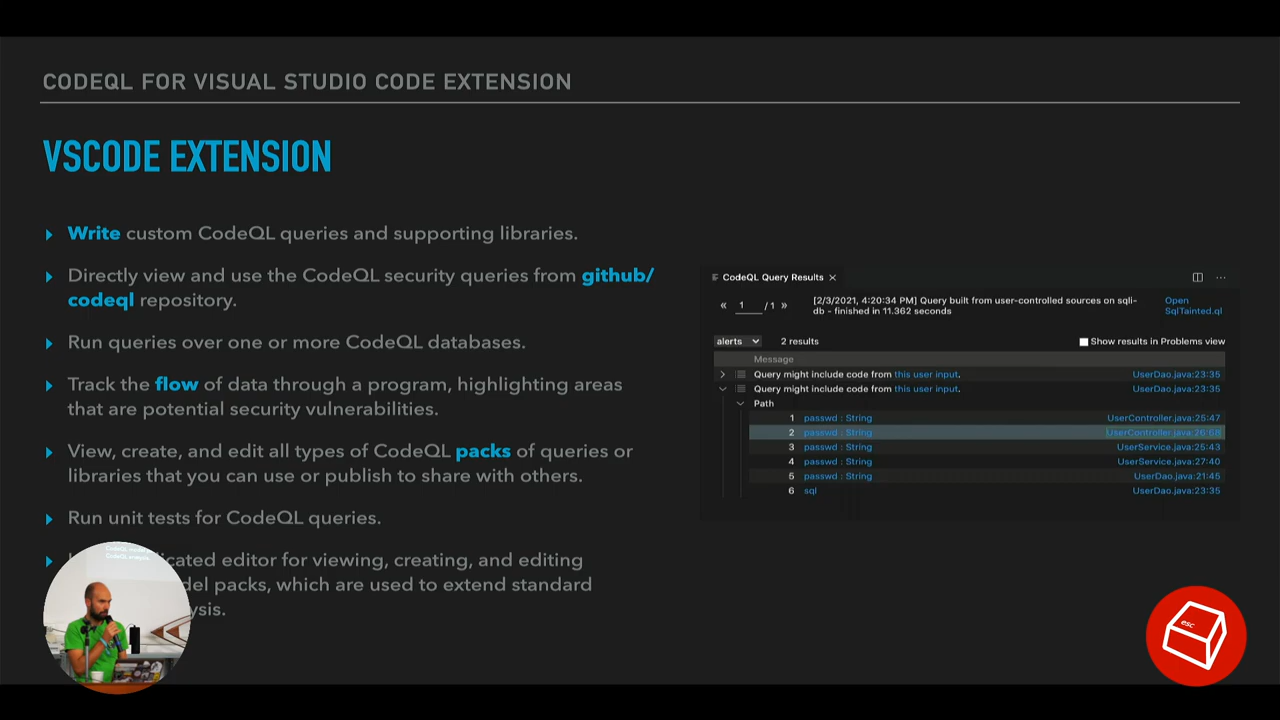 CODEQL FOR VISUAL STUDIO CODE EXTENSION
VSCODE EXTENSION
Write custom CodeQL queries and supporting libraries.
Directly view and use the CodeQL security queries from github/
codeql repository.
Run queries over one or more CodeQL databases.
Track the flow of data through a program, highlighting areas
that are potential security vulnerabilities.
View, create, and edit all types of CodeQL packs of queries or
libraries that you can use or publish to share with others.
Run unit tests for CodeQL queries.
editor for viewing, creating, and editing
packs, which are used to extend standard
CodeQL Query Results
1 / 1
[2/3/2021, 4:20:34 PM] Query built from user-controlled sources on sqli-
db - finished in 11.362 seconds
Open
SqlTainted.ql
alerts 2 results Show results in Problems view
Message
Query might include code from this user input. UserDao.java:23:35
Query might include code from this user input. UserDao.java:23:35
Path
1 passwd : String UserController.java:25:47
2 passwd : String UserController.java:26:68
3 passwd : String UserService.java:25:43
4 passwd : String UserService.java:27:40
5 passwd : String UserDao.java:21:45
6 sql UserDao.java:23:35
esc